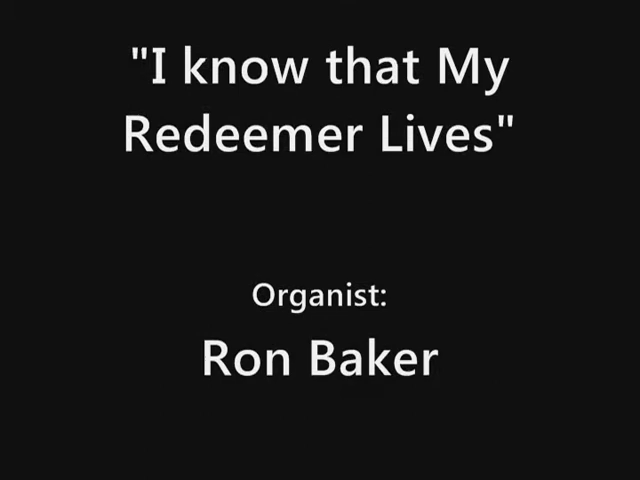 "I know that My
Redeemer Lives"
Organist:
Ron Baker